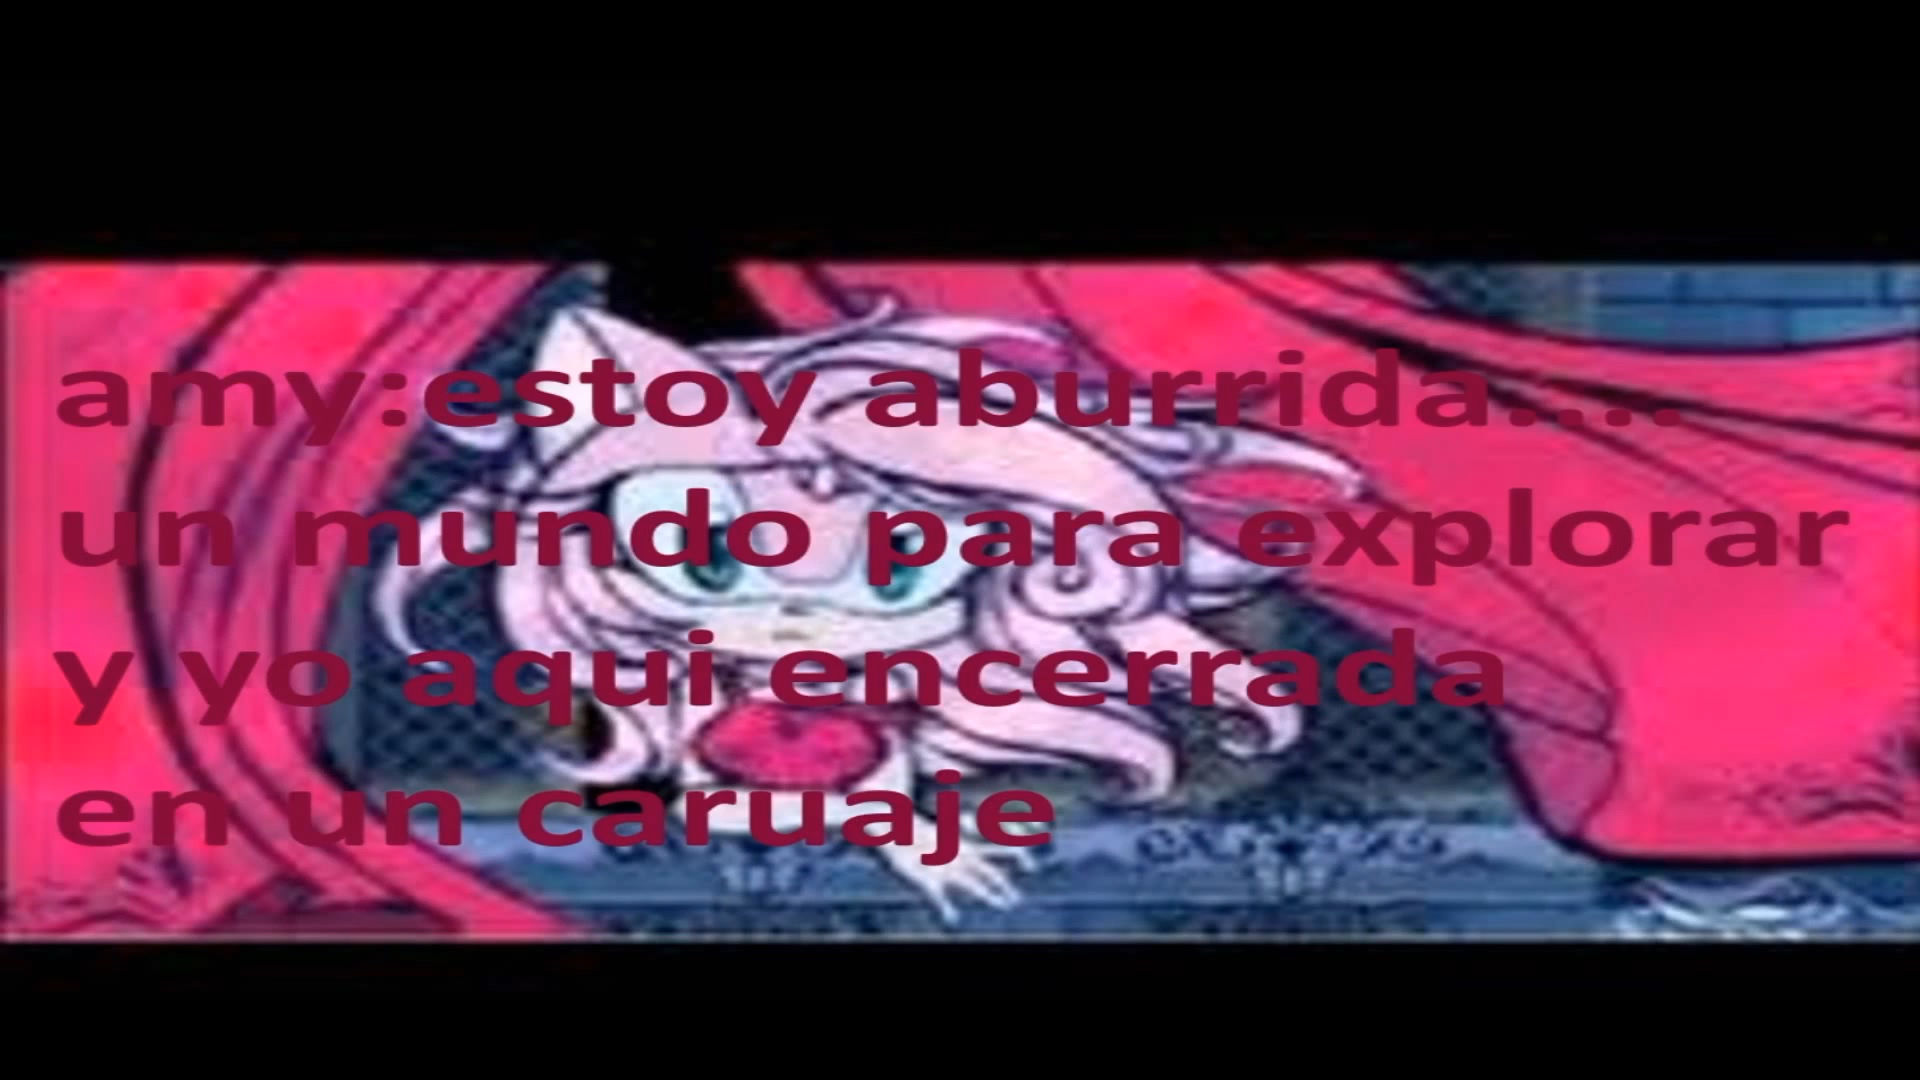 amy:estoy aburrida....
un mundo para explorar
y yo aqui encerrada
en un caruaje